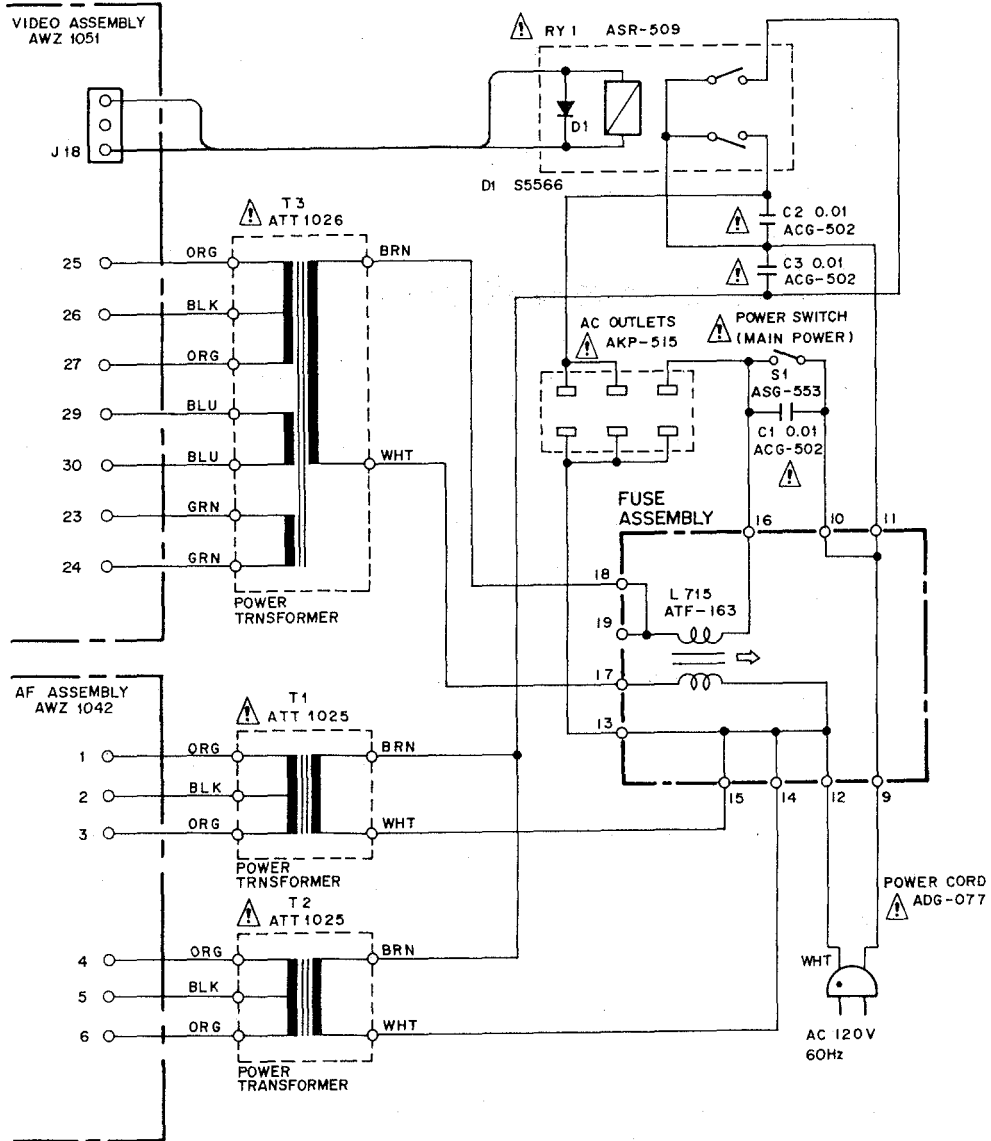 VIDEO ASSEMBLY
AWZ 1051
J18
RY 1 ASR-509
D1
D1 S5566
T3
ATT 1026
C2 0.01
ACG-502
C3 0.01
ACG-502
25 ORG BRN
26 BLK
27 ORG
29 BLU
30 BLU WHT
23 GRN
24 GRN
POWER
TRNSFORMER
AC OUTLETS
AKP-515
POWER SWITCH
(MAIN POWER)
S1
ASG-553
C1 0.01
ACG-502
FUSE
ASSEMBLY
16 10 11
18
L 715
ATF-163
19
17
13
15 14 12 9
AF ASSEMBLY
AWZ 1042
T1
ATT 1025
1 ORG BRN
2 BLK
3 ORG WHT
POWER
TRNSFORMER
T2
ATT 1025
4 ORG BRN
5 BLK
6 ORG WHT
POWER
TRANSFORMER
POWER CORD
ADG-077
WHT
AC 120V
60Hz